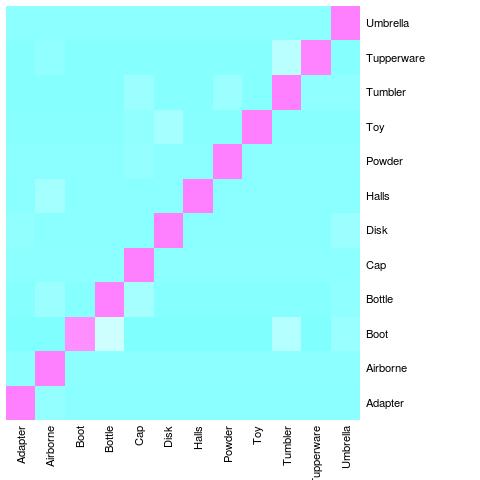 Umbrella
Tupperware
Tumbler
Toy
Powder
Halls
Disk
Cap
Bottle
Boot
Airborne
Adapter
Adapter
Airborne
Boot
Bottle
Cap
Disk
Halls
Powder
Toy
Tumbler
Tupperware
Umbrella